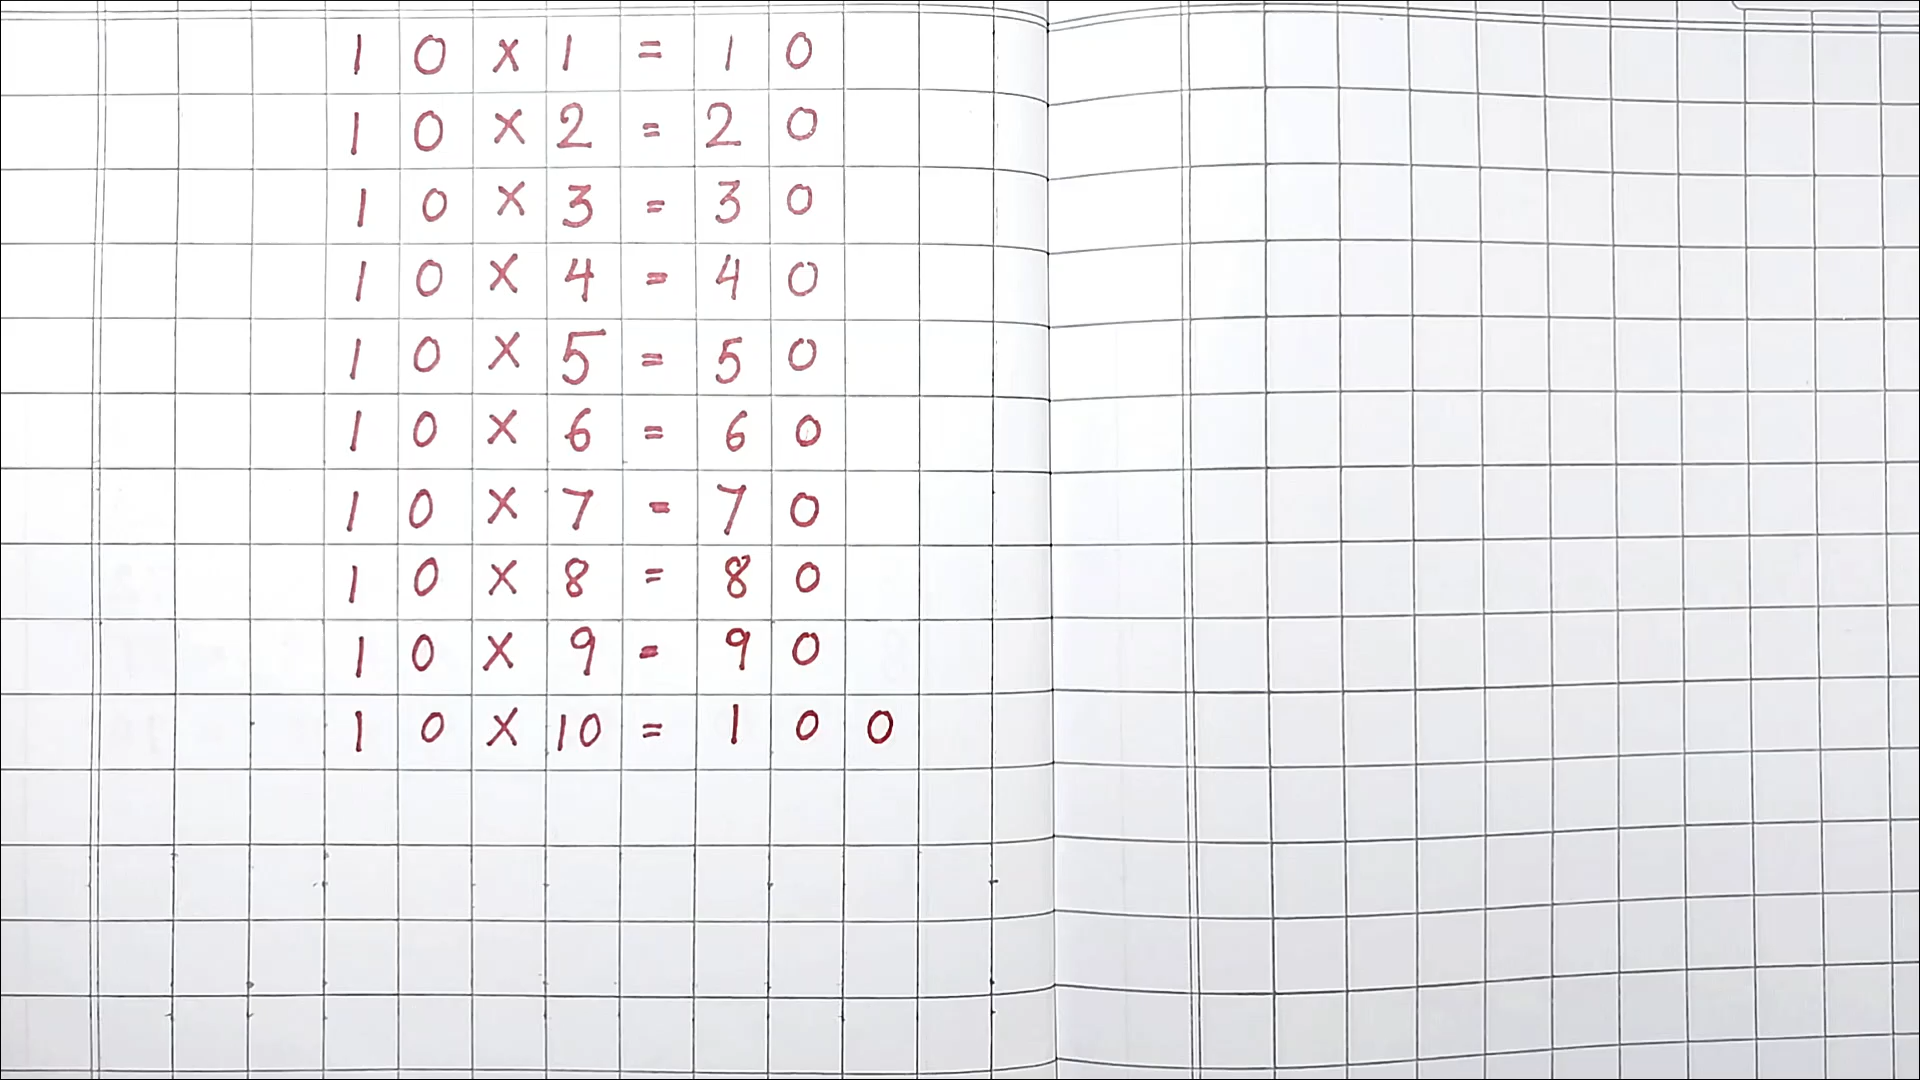 10 × 1 = 10
10 × 2 = 20
10 × 3 = 30
10 × 4 = 40
10 × 5 = 50
10 × 6 = 60
10 × 7 = 70
10 × 8 = 80
10 × 9 = 90
10 × 10 = 100